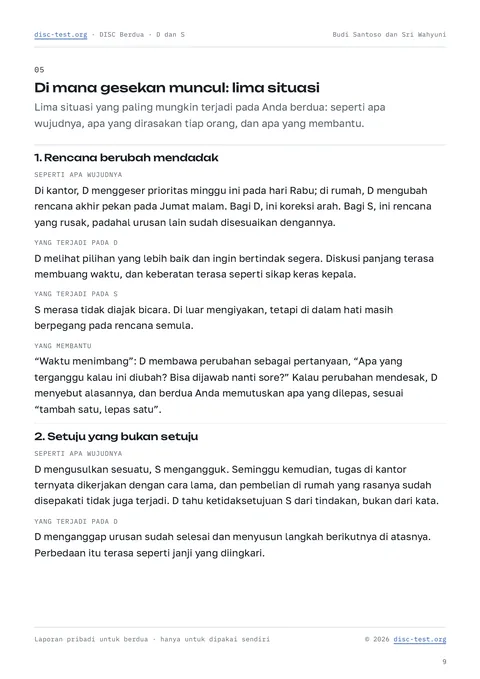 disc-test.org · DISC Berdua · D dan S
Budi Santoso dan Sri Wahyuni
05
Di mana gesekan muncul: lima situasi
Lima situasi yang paling mungkin terjadi pada Anda berdua: seperti apa
wujudnya, apa yang dirasakan tiap orang, dan apa yang membantu.
1. Rencana berubah mendadak
SEPERTI APA WUJUDNYA
Di kantor, D menggeser prioritas minggu ini pada hari Rabu; di rumah, D mengubah
rencana akhir pekan pada Jumat malam. Bagi D, ini koreksi arah. Bagi S, ini rencana
yang rusak, padahal urusan lain sudah disesuaikan dengannya.
YANG TERJADI PADA D
D melihat pilihan yang lebih baik dan ingin bertindak segera. Diskusi panjang terasa
membuang waktu, dan keberatan terasa seperti sikap keras kepala.
YANG TERJADI PADA S
S merasa tidak diajak bicara. Di luar mengiyakan, tetapi di dalam hati masih
berpegang pada rencana semula.
YANG MEMBANTU
“Waktu menimbang”: D membawa perubahan sebagai pertanyaan, “Apa yang
terganggu kalau ini diubah? Bisa dijawab nanti sore?” Kalau perubahan mendesak, D
menyebut alasannya, dan berdua Anda memutuskan apa yang dilepas, sesuai
“tambah satu, lepas satu”.
2. Setuju yang bukan setuju
SEPERTI APA WUJUDNYA
D mengusulkan sesuatu, S mengangguk. Seminggu kemudian, tugas di kantor
ternyata dikerjakan dengan cara lama, dan pembelian di rumah yang rasanya sudah
disepakati tidak juga terjadi. D tahu ketidaksetujuan S dari tindakan, bukan dari kata.
YANG TERJADI PADA D
D menganggap urusan sudah selesai dan menyusun langkah berikutnya di atasnya.
Perbedaan itu terasa seperti janji yang diingkari.
Laporan pribadi untuk berdua · hanya untuk dipakai sendiri
© 2026 disc-test.org
9